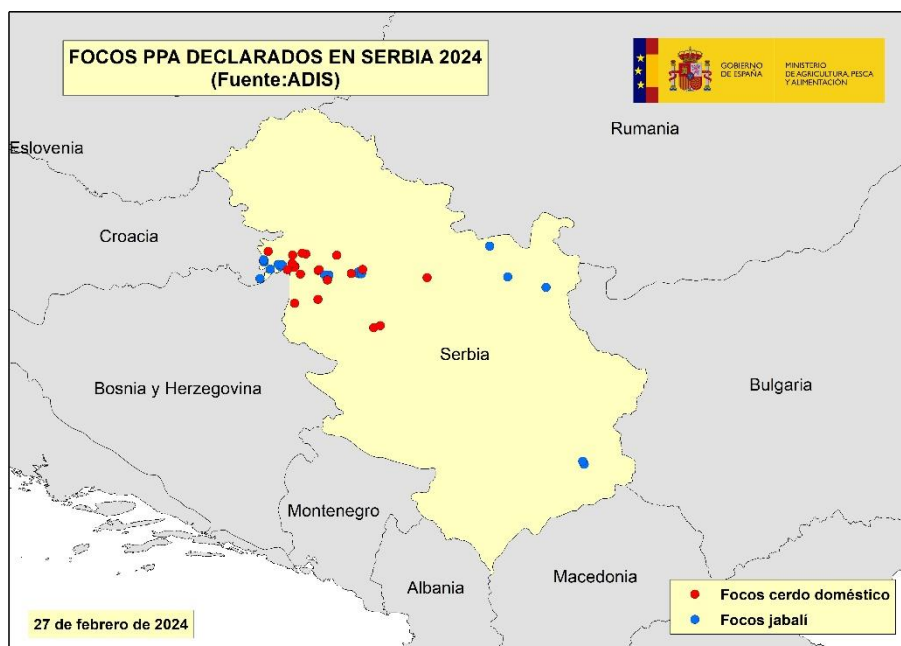 FOCOS PPA DECLARADOS EN SERBIA 2024
(Fuente:ADIS)
GOBIERNO
DE ESPAÑA
MINISTERIO
DE AGRICULTURA, PESCA
Y ALIMENTACIÓN
Rumania
Eslovenia
Croacia
Serbia
Bosnia y Herzegovina
Bulgaria
Montenegro
Albania
Macedonia
Focos cerdo doméstico
Focos jabalí
27 de febrero de 2024